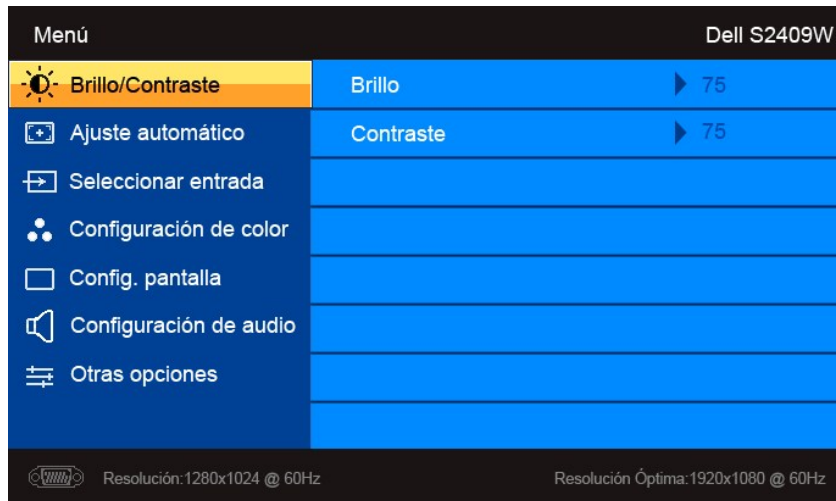 Menú Dell S2409W
Brillo/Contraste Brillo 75
Ajuste automático Contraste 75
Seleccionar entrada
Configuración de color
Config. pantalla
Configuración de audio
Otras opciones
Resolución:1280x1024 @ 60Hz Resolución Óptima:1920x1080 @ 60Hz